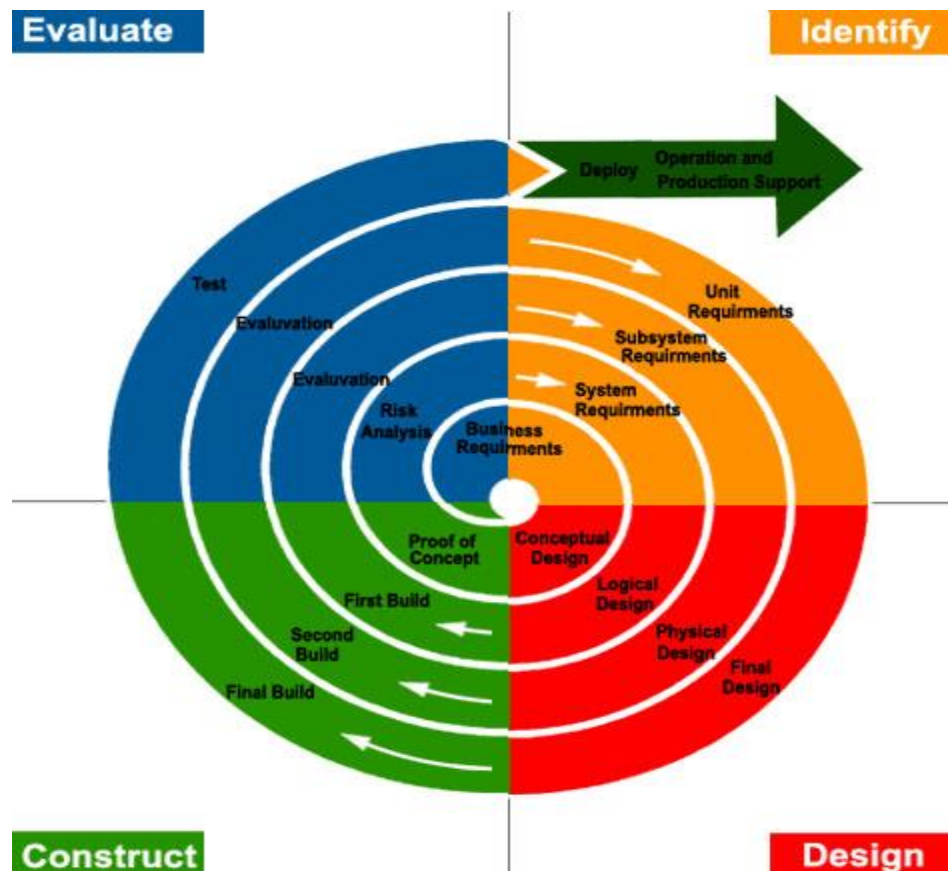 Evaluate
Identify
Deploy
Operation and
Production Support
Test
Evaluvation
Evaluvation
Risk
Analysis
Business
Requirments
Unit
Requirments
Subsystem
Requirments
System
Requirments
Proof of
Concept
First Build
Second
Build
Final Build
Conceptual
Design
Logical
Design
Physical
Design
Final
Design
Construct
Design